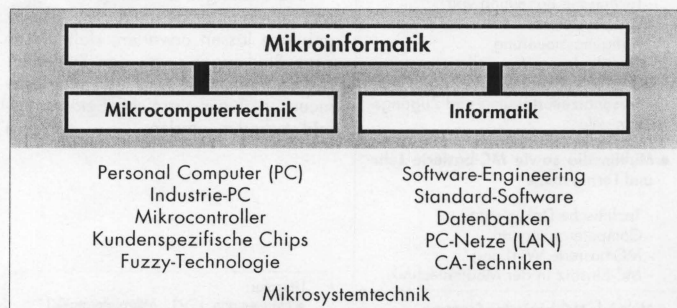 Mikroinformatik
Mikrocomputertechnik
Informatik
Personal Computer (PC)
Industrie-PC
Mikrocontroller
Kundenspezifische Chips
Fuzzy-Technologie
Software-Engineering
Standard-Software
Datenbanken
PC-Netze (LAN)
CA-Techniken
Mikrosystemtechnik